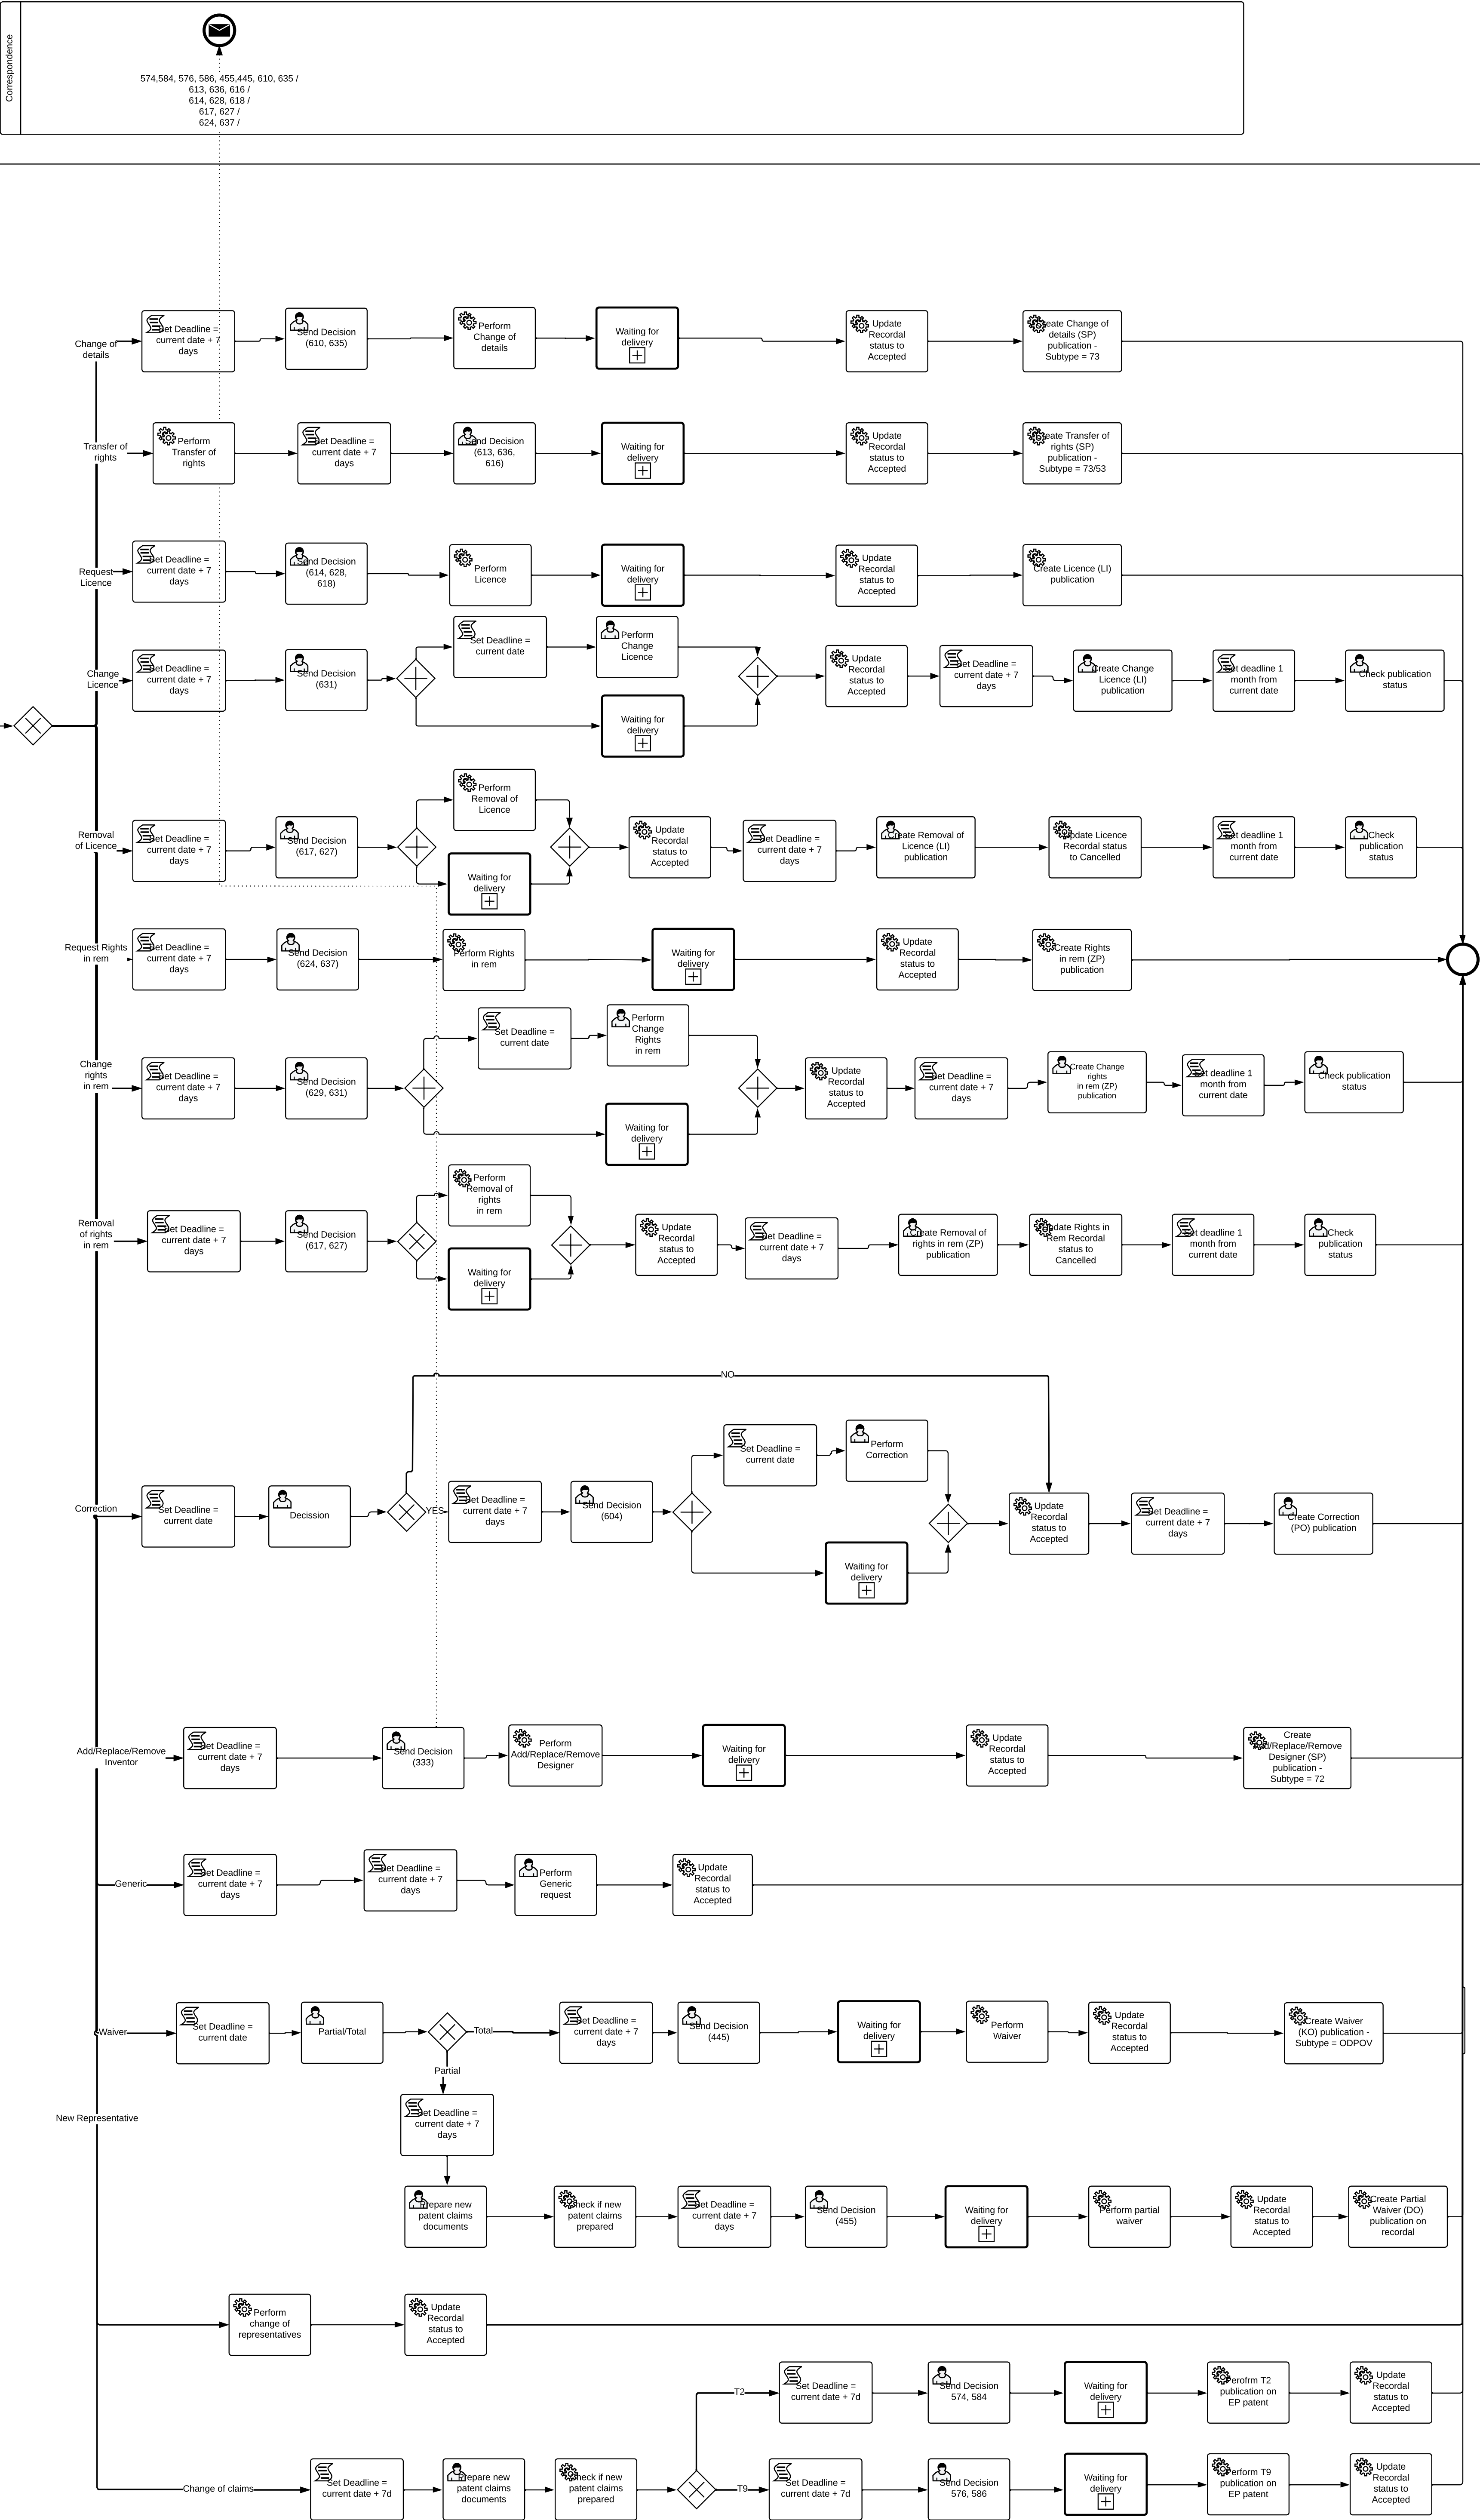 Correspondence
574,584, 576, 586, 455,445, 610, 635 /
613, 636, 616 /
614, 628, 618 /
617, 627 /
624, 637 /
Change of
details
Set Deadline =
current date + 7
days
Send Decision
(610, 635)
Perform
Change of
details
Waiting for
delivery
Update
Recordal
status to
Accepted
Create Change of
details (SP)
publication -
Subtype = 73
Transfer of
rights
Perform
Transfer of
rights
Set Deadline =
current date + 7
days
Send Decision
(613, 636,
616)
Waiting for
delivery
Update
Recordal
status to
Accepted
Create Transfer of
rights (SP)
publication -
Subtype = 73/53
Request
Licence
Set Deadline =
current date + 7
days
Send Decision
(614, 628,
618)
Perform
Licence
Waiting for
delivery
Update
Recordal
status to
Accepted
Create Licence (LI)
publication
Change
Licence
Set Deadline =
current date + 7
days
Send Decision
(631)
Set Deadline =
current date
Perform
Change
Licence
Waiting for
delivery
Update
Recordal
status to
Accepted
Set Deadline =
current date + 7
days
Create Change
Licence (LI)
publication
Set deadline 1
month from
current date
Check publication
status
Removal
of Licence
Set Deadline =
current date + 7
days
Send Decision
(617, 627)
Perform
Removal of
Licence
Waiting for
delivery
Update
Recordal
status to
Accepted
Set Deadline =
current date + 7
days
Create Removal of
Licence (LI)
publication
Update Licence
Recordal status
to Cancelled
Set deadline 1
month from
current date
Check
publication
status
Request Rights
in rem
Set Deadline =
current date + 7
days
Send Decision
(624, 637)
Perform Rights
in rem
Waiting for
delivery
Update
Recordal
status to
Accepted
Create Rights
in rem (ZP)
publication
Change
rights
in rem
Set Deadline =
current date + 7
days
Send Decision
(629, 631)
Set Deadline =
current date
Perform
Change
Rights
in rem
Waiting for
delivery
Update
Recordal
status to
Accepted
Set Deadline =
current date + 7
days
Create Change
rights
in rem (ZP)
publication
Set deadline 1
month from
current date
Check publication
status
Removal
of rights
in rem
Set Deadline =
current date + 7
days
Send Decision
(617, 627)
Perform
Removal of
rights
in rem
Waiting for
delivery
Update
Recordal
status to
Accepted
Set Deadline =
current date + 7
days
Create Removal of
rights in rem (ZP)
publication
Update Rights in
Rem Recordal
status to
Cancelled
Set deadline 1
month from
current date
Check
publication
status
NO
Correction
Set Deadline =
current date
Decission
YES
Set Deadline =
current date + 7
days
Send Decision
(604)
Set Deadline =
current date
Perform
Correction
Waiting for
delivery
Update
Recordal
status to
Accepted
Set Deadline =
current date + 7
days
Create Correction
(PO) publication
Add/Replace/Remove
Inventor
Set Deadline =
current date + 7
days
Send Decision
(333)
Perform
Add/Replace/Remove
Designer
Waiting for
delivery
Update
Recordal
status to
Accepted
Create
Add/Replace/Remove
Designer (SP)
publication -
Subtype = 72
Generic
Set Deadline =
current date + 7
days
Set Deadline =
current date + 7
days
Perform
Generic
request
Update
Recordal
status to
Accepted
Waiver
Set Deadline =
current date
Partial/Total
Total
Set Deadline =
current date + 7
days
Send Decision
(445)
Waiting for
delivery
Perform
Waiver
Update
Recordal
status to
Accepted
Create Waiver
(KO) publication -
Subtype = ODPOV
Partial
Set Deadline =
current date + 7
days
New Representative
Prepare new
patent claims
documents
Check if new
patent claims
prepared
Set Deadline =
current date + 7
days
Send Decision
(455)
Waiting for
delivery
Perform partial
waiver
Update
Recordal
status to
Accepted
Create Partial
Waiver (DO)
publication on
recordal
Perform
change of
representatives
Update
Recordal
status to
Accepted
T2
Set Deadline =
current date + 7d
Send Decision
574, 584
Waiting for
delivery
Perofrm T2
publication on
EP patent
Update
Recordal
status to
Accepted
Change of claims
Set Deadline =
current date + 7d
Prepare new
patent claims
documents
Check if new
patent claims
prepared
T9
Set Deadline =
current date + 7d
Send Decision
576, 586
Waiting for
delivery
Perform T9
publication on
EP patent
Update
Recordal
status to
Accepted